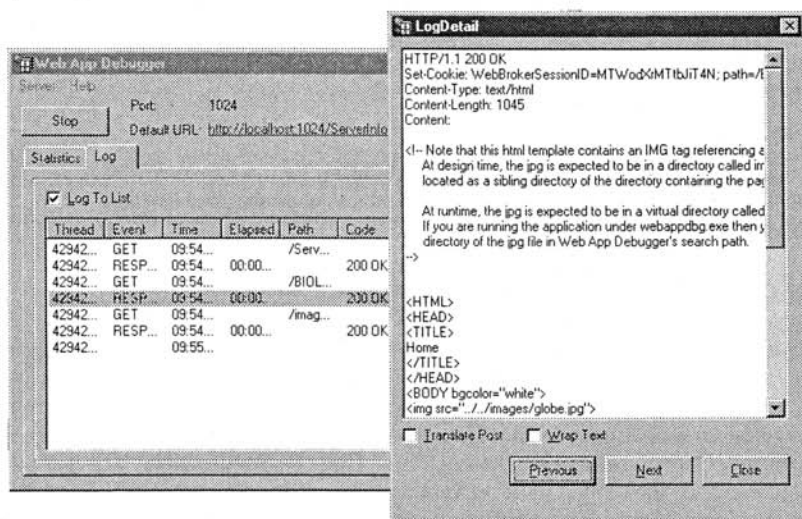 Web App Debugger
Server Help
Stop
Port: 1024
Default URL: http://localhost:1024/ServerInfo
Statistics Log
Log To List
Thread Event Time Elapsed Path Code
42942... GET 09:54... /Serv...
42942... RESP... 09:54... 00:00... 200 OK
42942... GET 09:54... /BIOL...
42942... RESP... 09:54... 00:00... 200 OK
42942... GET 09:54... /imag...
42942... RESP... 09:54... 00:00... 200 OK
42942... 09:55...
LogDetail
HTTP/1.1 200 OK
Content-Type: text/html
Content-Length: 1045
Content:
<!-- Note that this html template contains an IMG tag referencing a
At design time, the jpg is expected to be in a directory called im
located as a sibling directory of the directory containing the pag
At runtime, the jpg is expected to be in a virtual directory called
If you are running the application under webappdbg.exe then y
directory of the jpg file in Web App Debugger's search path.
-->
<HTML>
<HEAD>
<TITLE>
Home
</TITLE>
</HEAD>
<BODY bgcolor="white">
<img src="../../images/globe.jpg">
Translate Post Wrap Text
Previous Next Close